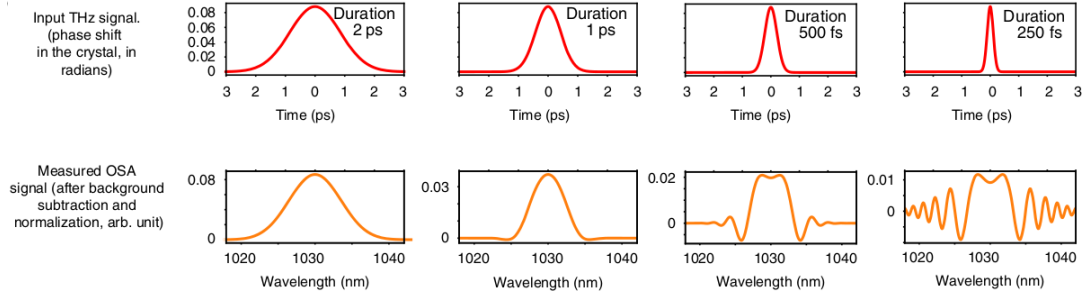 Input THz signal.
(phase shift
in the crystal, in
radians)
0.08
0.06
0.04
0.02
0
Duration
2 ps
3 2 1 0 1 2 3
Time (ps)
Duration
1 ps
3 2 1 0 1 2 3
Time (ps)
Duration
500 fs
3 2 1 0 1 2 3
Time (ps)
Duration
250 fs
3 2 1 0 1 2 3
Time (ps)
Measured OSA
signal (after background
subtraction and
normalization, arb. unit)
0.08
0
1020 1030 1040
Wavelength (nm)
0.03
0
1020 1030 1040
Wavelength (nm)
0.02
0
1020 1030 1040
Wavelength (nm)
0.01
0
1020 1030 1040
Wavelength (nm)